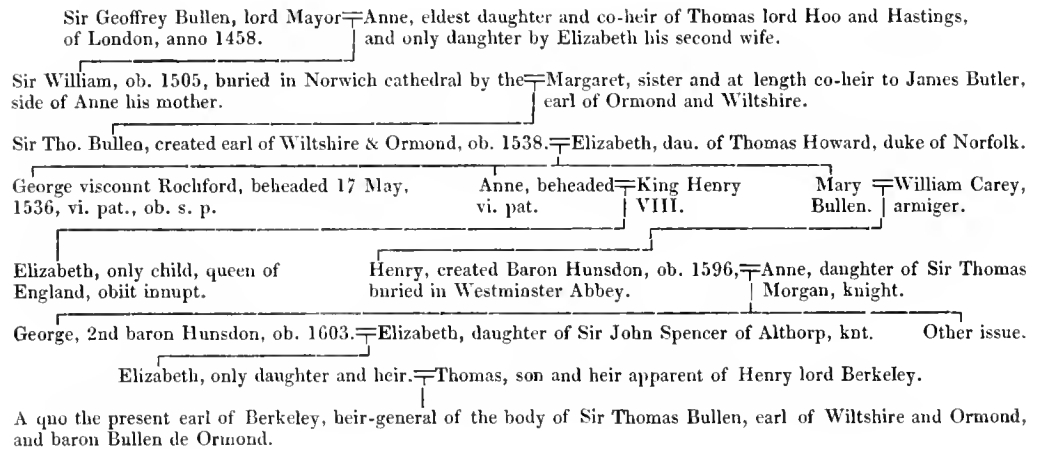 Sir Geoffrey Bullen, lord Mayor Anne, eldest daughter and co-heir of Thomas lord Hoo and Hastings,
of London, anno 1458. and only daughter by Elizabeth his second wife.
Sir William, ob. 1505, buried in Norwich cathedral by the Margaret, sister and at length co-heir to James Butler,
side of Anne his mother. earl of Ormond and Wiltshire.
Sir Tho. Bullen, created earl of Wiltshire & Ormond, ob. 1538. Elizabeth, dau. of Thomas Howard, duke of Norfolk.
George viscount Rochford, beheaded 17 May, Anne, beheaded King Henry Mary William Carey,
1536, vi. pat., ob. s. p. vi. pat. VIII. Bullen. armiger.
Elizabeth, only child, queen of Henry, created Baron Hunsdon, ob. 1596, Anne, daughter of Sir Thomas
England, obiit innupt. buried in Westminster Abbey. Morgan, knight.
George, 2nd baron Hunsdon, ob. 1603. Elizabeth, daughter of Sir John Spencer of Althorp, knt. Other issue.
Elizabeth, only daughter and heir. Thomas, son and heir apparent of Henry lord Berkeley.
A quo the present earl of Berkeley, heir-general of the body of Sir Thomas Bullen, earl of Wiltshire and Ormond,
and baron Bullen de Ormond.